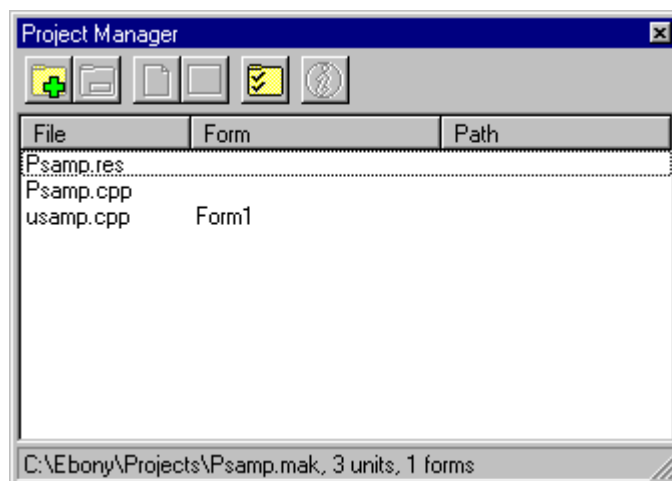 Project Manager
File Form Path
Psamp.res
Psamp.cpp
usamp.cpp Form1
C:\Ebony\Projects\Psamp.mak, 3 units, 1 forms